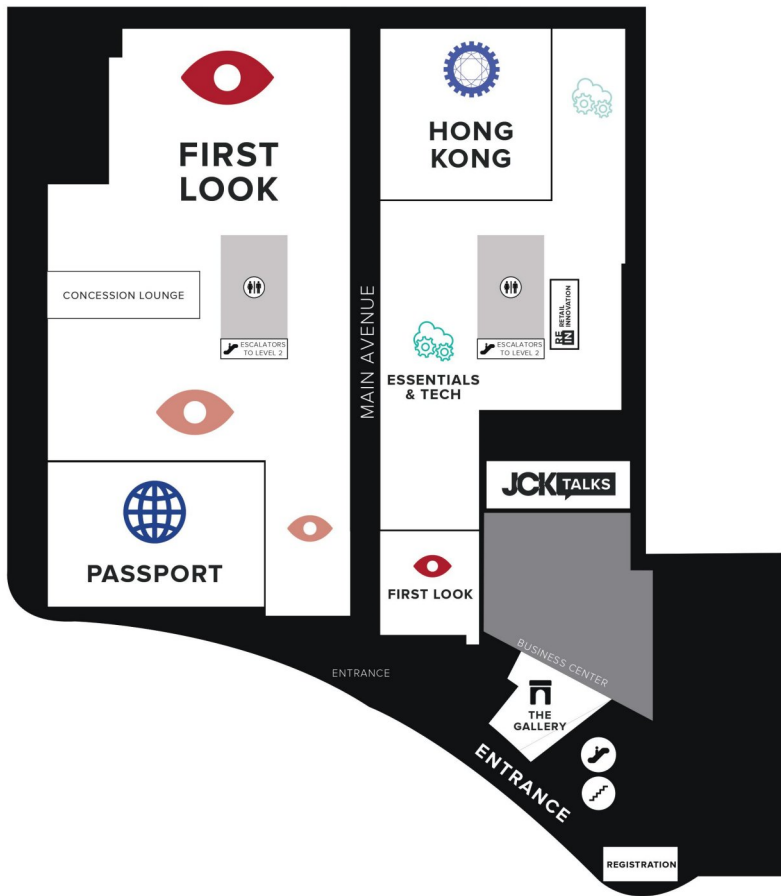 FIRST
LOOK
HONG
KONG
CONCESSION LOUNGE
ESCALATORS
TO LEVEL 2
MAIN AVENUE
ESCALATORS
TO LEVEL 2
RE
IN
RETAIL
INNOVATION
ESSENTIALS
& TECH
JCK TALKS
PASSPORT
FIRST LOOK
BUSINESS CENTER
ENTRANCE
THE
GALLERY
ENTRANCE
REGISTRATION